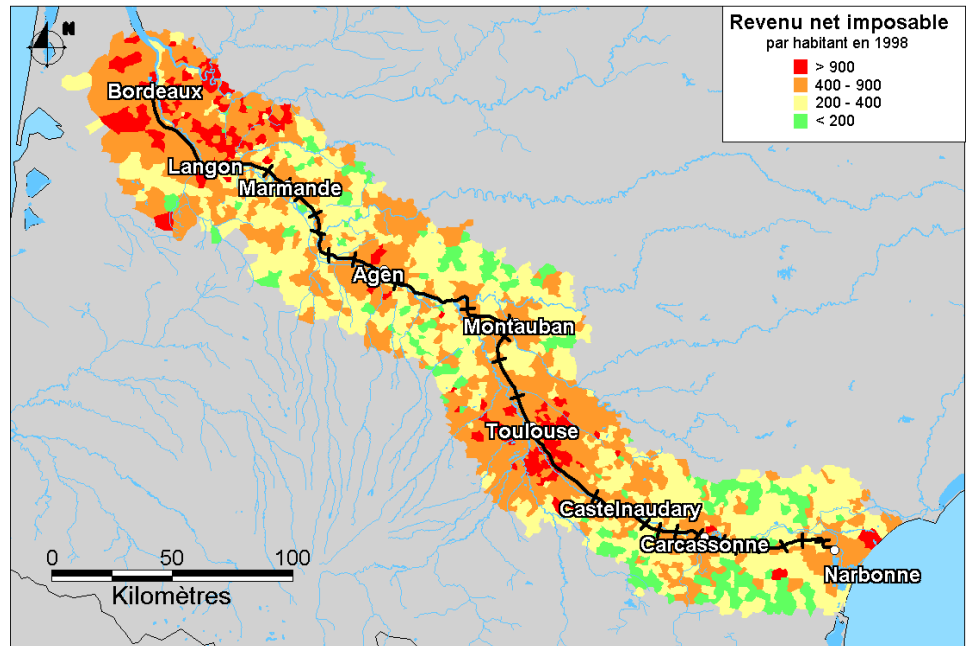 N
Revenu net imposable
par habitant en 1998
> 900
400 - 900
200 - 400
< 200
Bordeaux
Langon
Marmande
Agen
Montauban
Toulouse
Castelnaudary
Carcassonne
Narbonne
0 50 100
Kilomètres